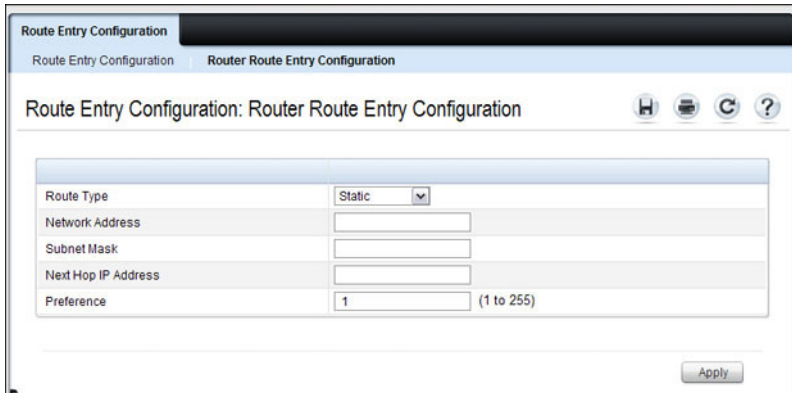 Route Entry Configuration
Route Entry Configuration Router Route Entry Configuration
Route Entry Configuration: Router Route Entry Configuration ?
Route Type Static
Network Address
Subnet Mask
Next Hop IP Address
Preference 1 (1 to 255)
Apply